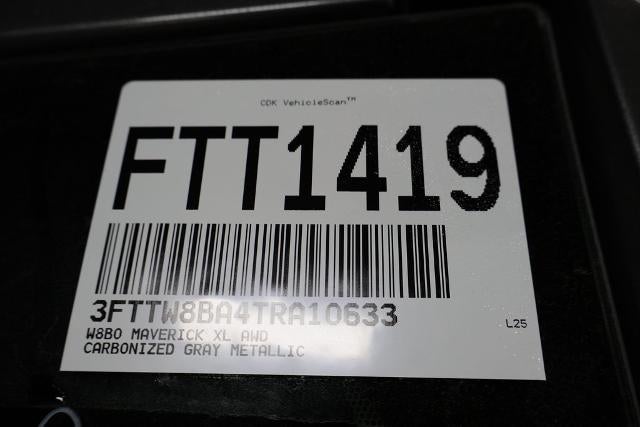 CDK VehicleScan™
FTT1419
3FTTW8BA4TRA10633
L25
W8B0 MAVERICK XL AWD
CARBONIZED GRAY METALLIC